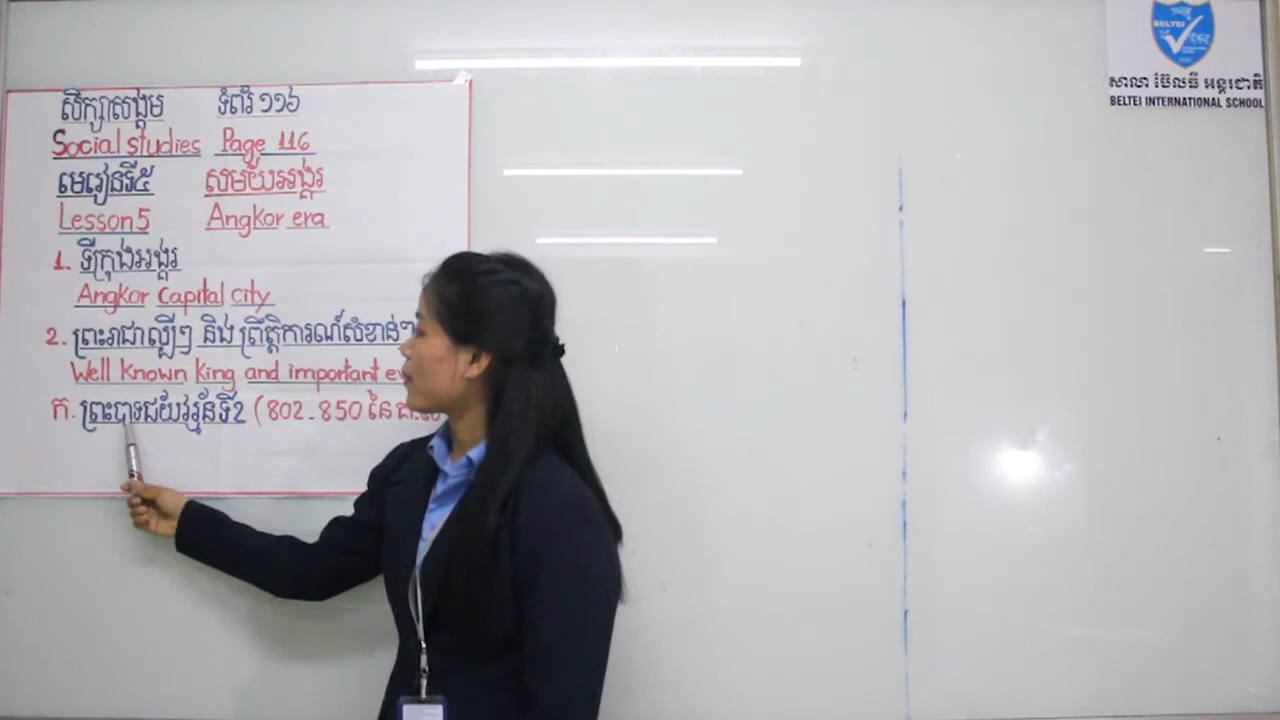 សិក្សាសង្គម ទំព័រ ១១៦
Social studies Page 116
មេរៀនទី៥ សម័យអង្គរ
Lesson 5 Angkor era
1. ទីក្រុងអង្គរ
Angkor Capital city
2. ព្រះរាជាល្បីៗ និង ព្រឹត្តិការណ៍សំខាន់ៗ
Well known king and important
ក. ព្រះបាទជ័យវរ្ម័នទី2 (802-850 នៃ
BELTEI
សាលា ប៊ែលធី អន្តរជាតិ
BELTEI INTERNATIONAL SCHOOL